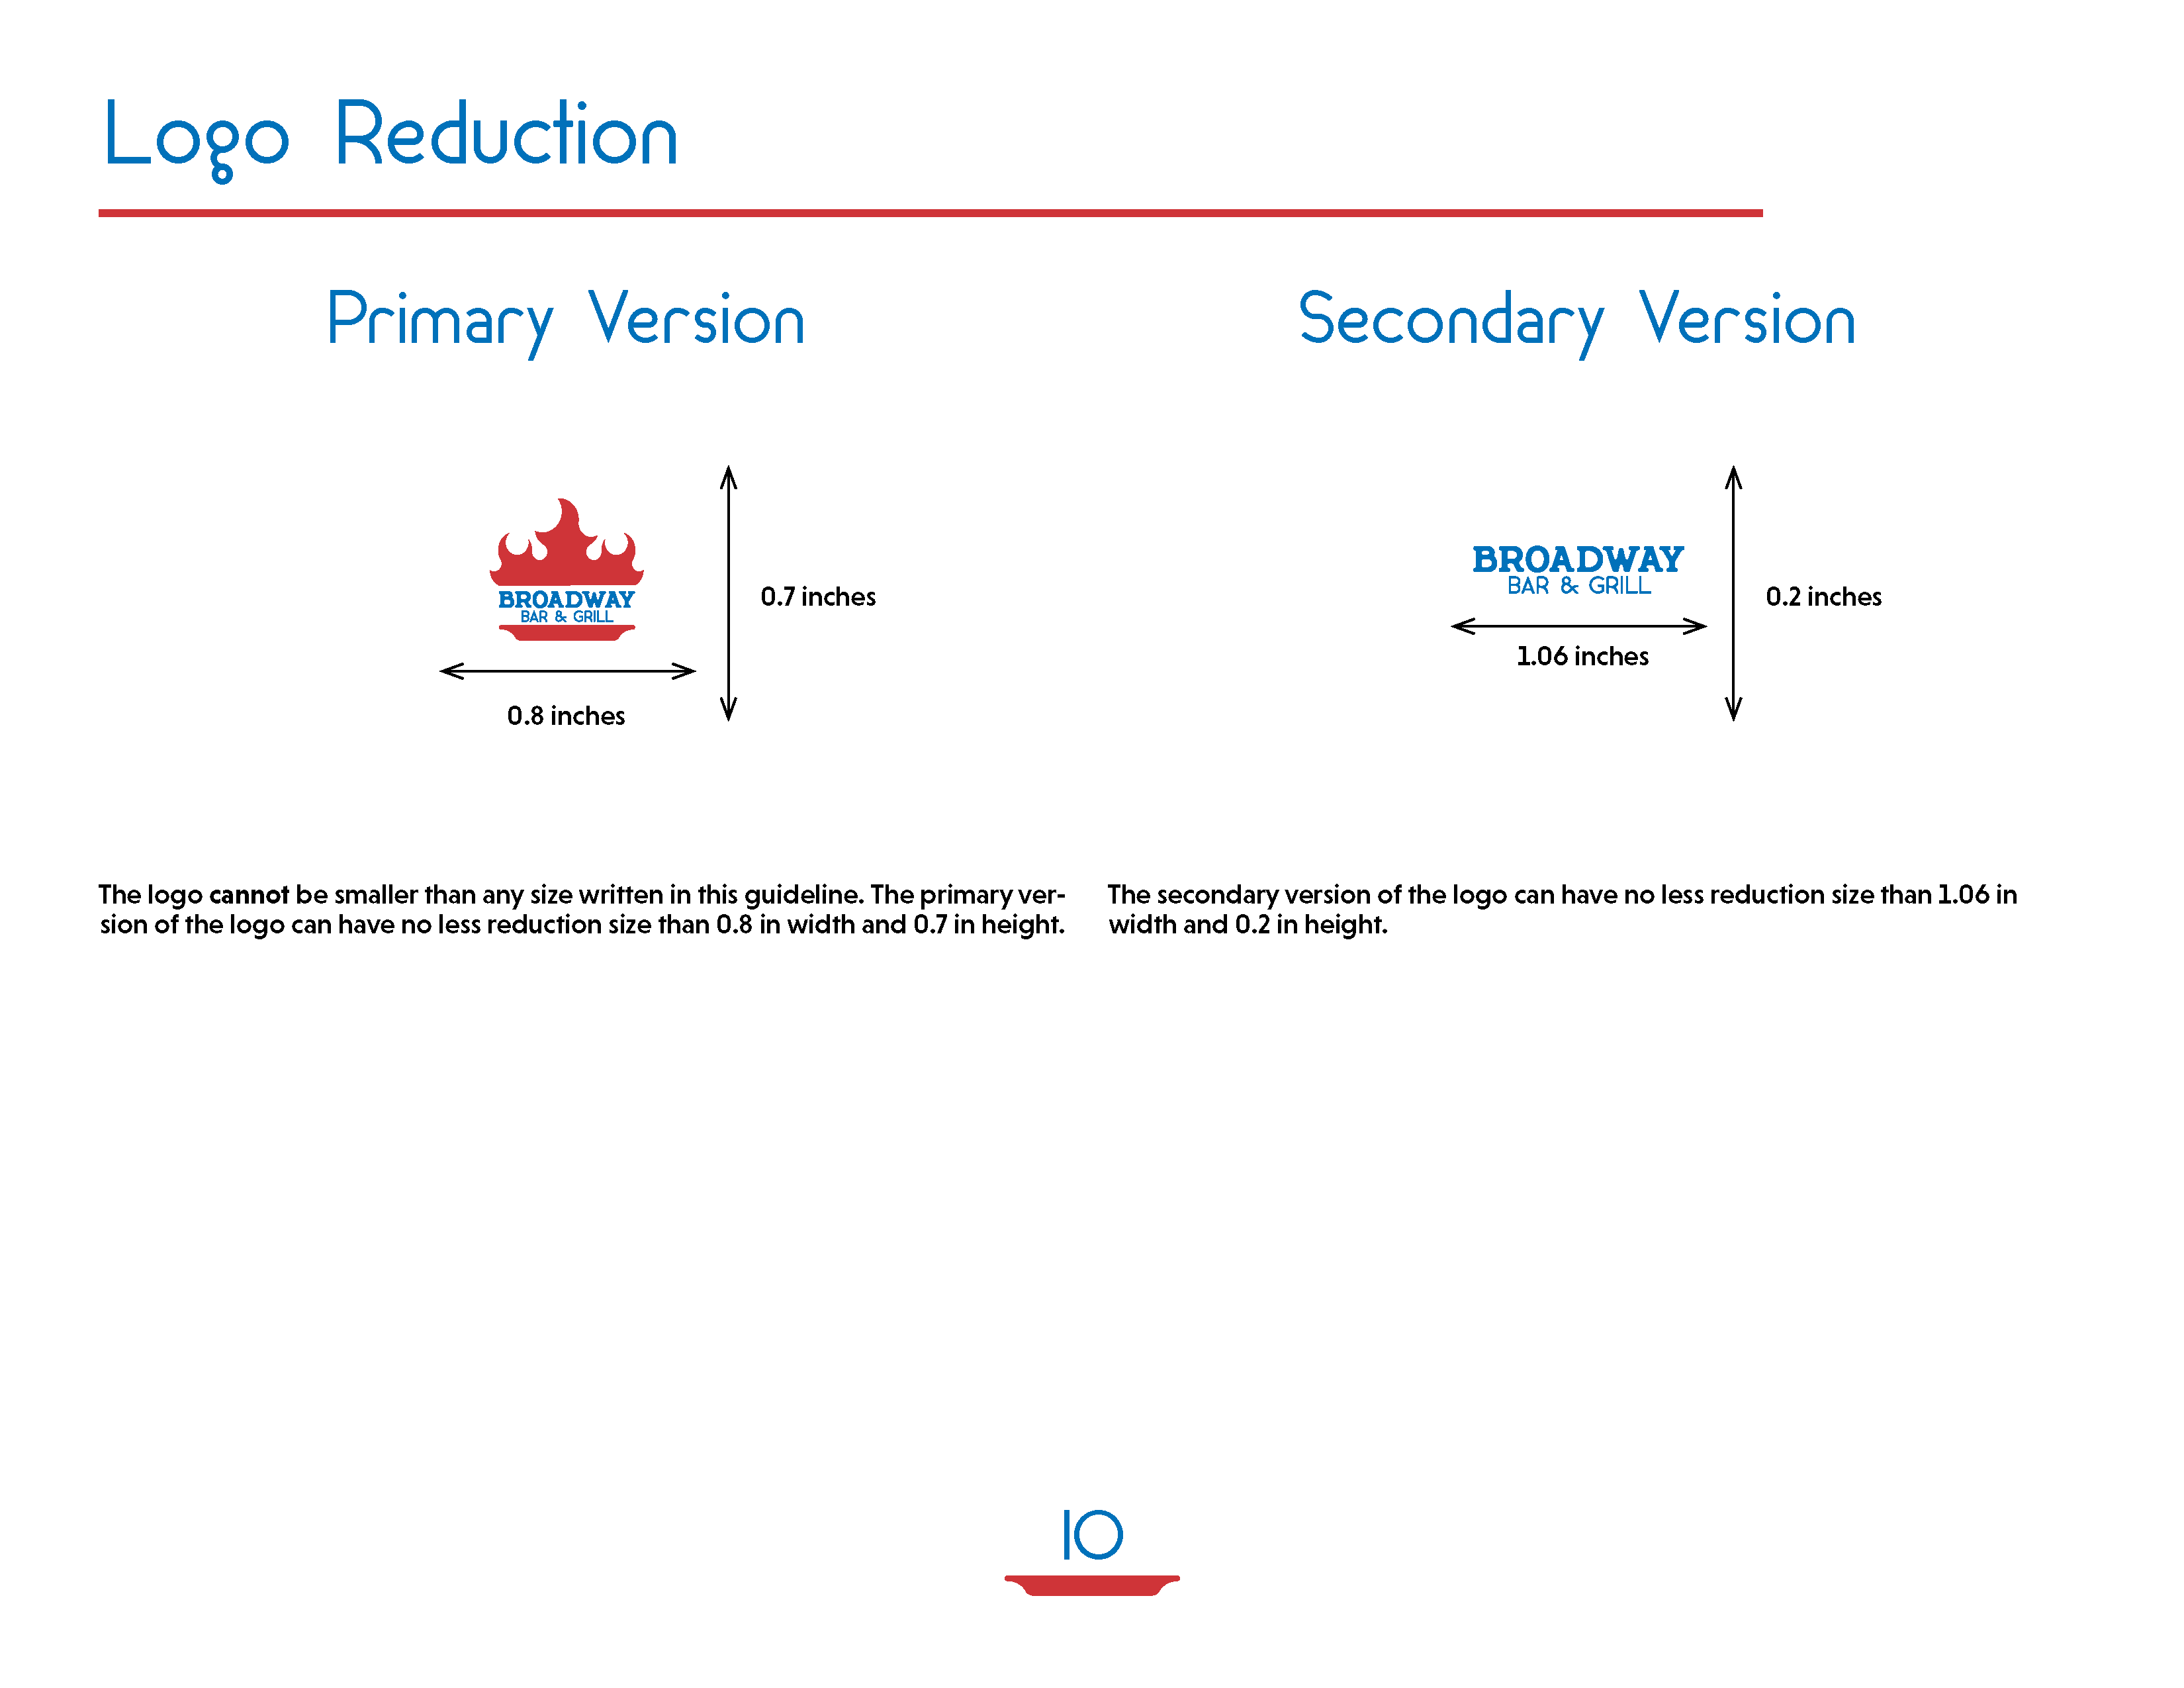 Logo Reduction
Primary Version
BROADWAY
BAR & GRILL
0.7 inches
0.8 inches
The logo cannot be smaller than any size written in this guideline. The primary ver-
sion of the logo can have no less reduction size than 0.8 in width and 0.7 in height.
Secondary Version
BROADWAY
BAR & GRILL
0.2 inches
1.06 inches
The secondary version of the logo can have no less reduction size than 1.06 in
width and 0.2 in height.
10